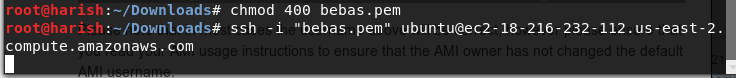 root@harish:~/Downloads# chmod 400 bebas.pem
root@harish:~/Downloads# ssh -i "bebas.pem" ubuntu@ec2-18-216-232-112.us-east-2.
compute.amazonaws.com
usage instructions to ensure that the AMI owner has not changed the default
AMI username.